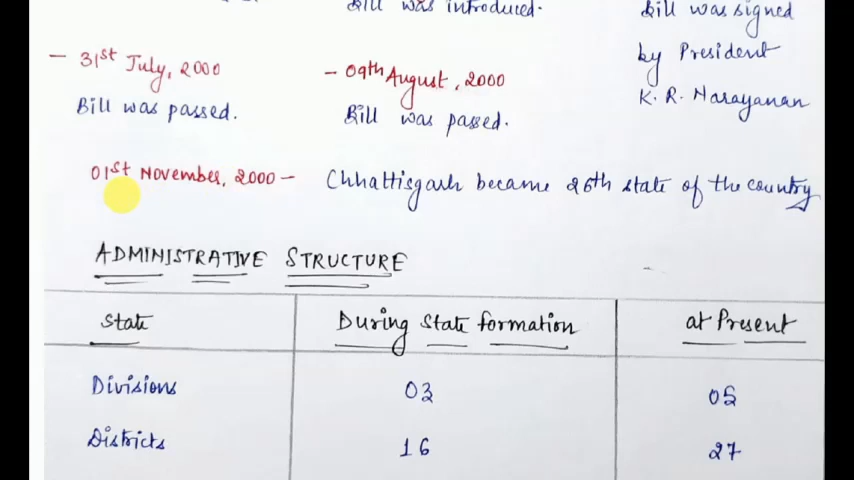 Bill was introduced.
Bill was signed
by President
K. R. Narayanan
- 31st July, 2000
Bill was passed.
- 09th August, 2000
Bill was passed.
01st November, 2000 - Chhattisgarh became 26th state of the country
ADMINISTRATIVE STRUCTURE
State During State formation at Present
Divisions 03 05
Districts 16 27